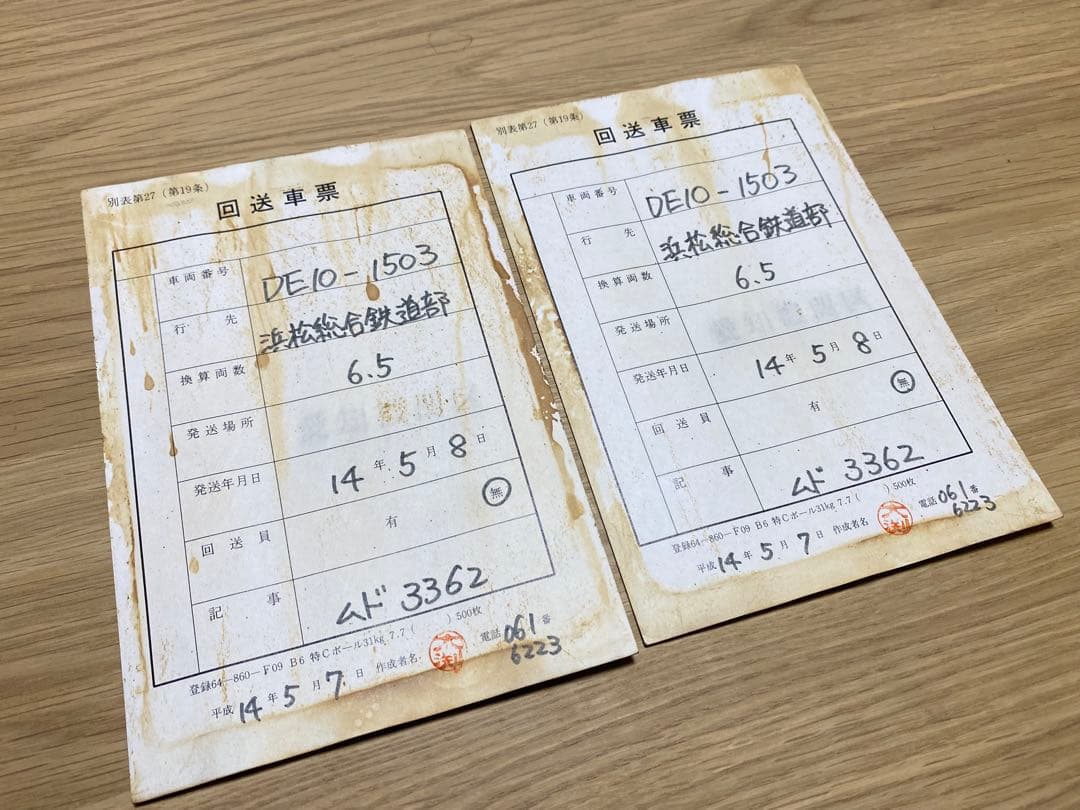 別表第27（第19条）
回送車票
車両番号 DE10-1503
行先 浜松総合鉄道部
換算両数 6.5
発送場所
発送年月日 14年5月8日
回送員 有 無
記事 ムド3362
登録64-860-F09 B6 特Cボール31kg 7.7（ ）500枚
平成14年5月7日 作成者名 電話061番
6223
別表第27（第19条）
回送車票
車両番号 DE10-1503
行先 浜松総合鉄道部
換算両数 6.5
発送場所
発送年月日 14年5月8日
回送員 有 無
記事 ムド3362
登録64-860-F09 B6 特Cボール31kg 7.7（ ）500枚
平成14年5月7日 作成者名 電話061番
6223